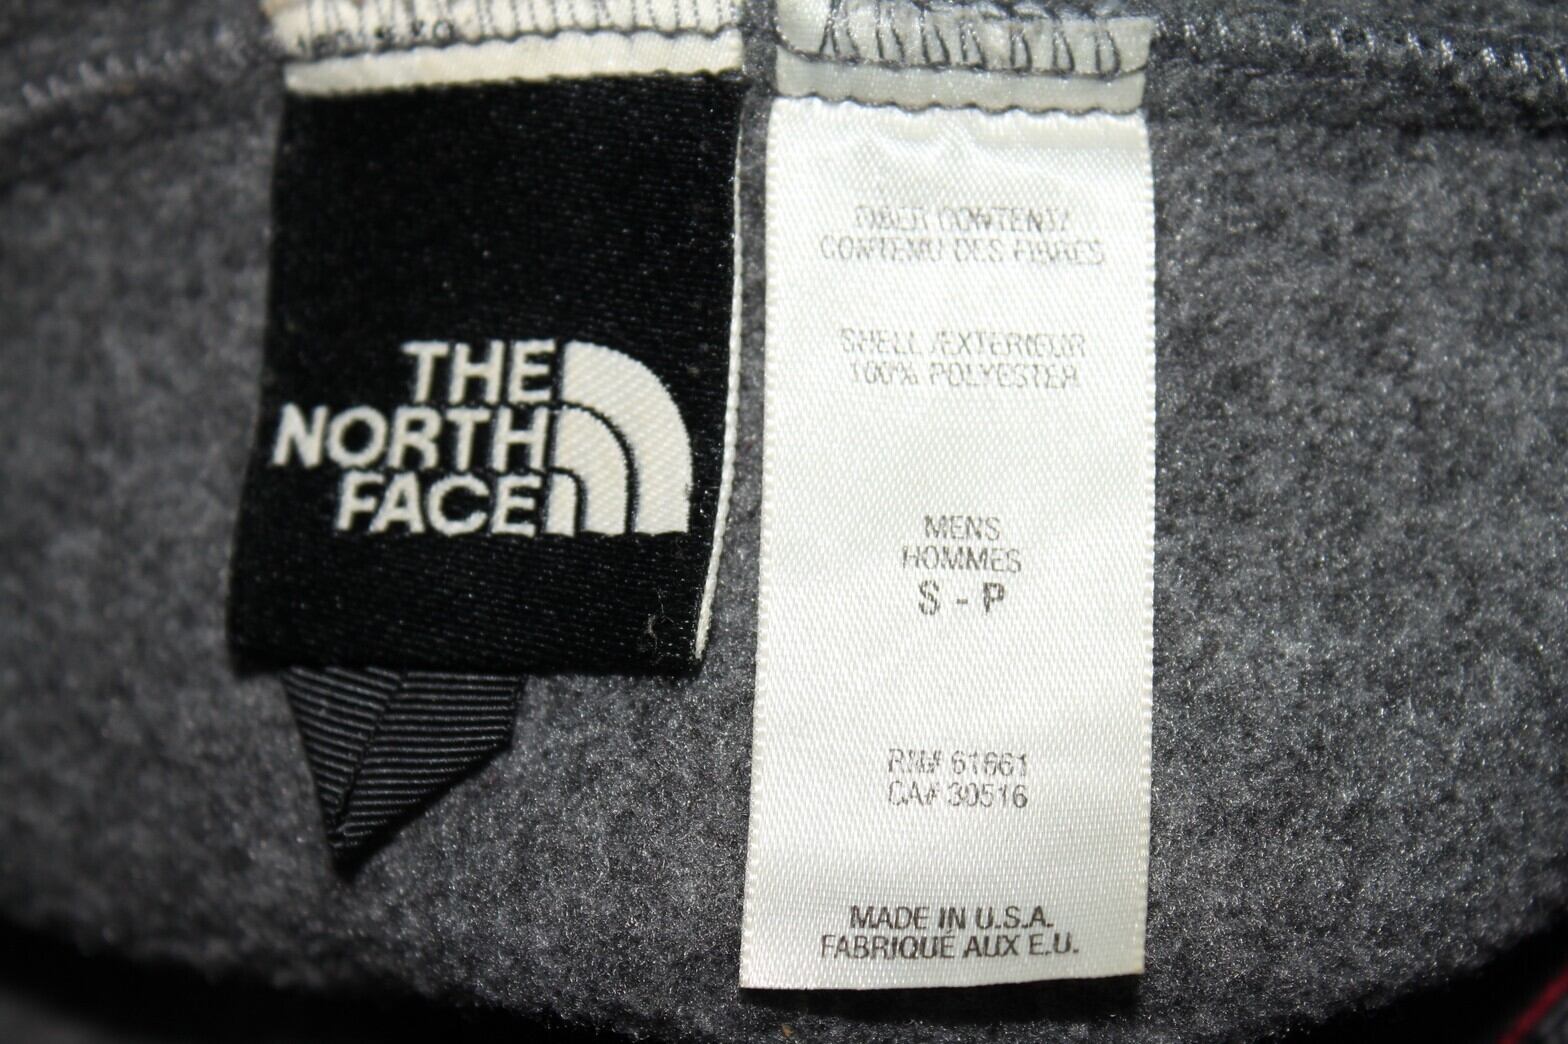 THE
NORTH
FACE
FIBER CONTENT/
CONTENU DES FIBRES
SHELL /EXTERIEUR
100% POLYESTER
MENS
HOMMES
S - P
RN# 61661
CA# 30516
MADE IN U.S.A.
FABRIQUE AUX E.U.